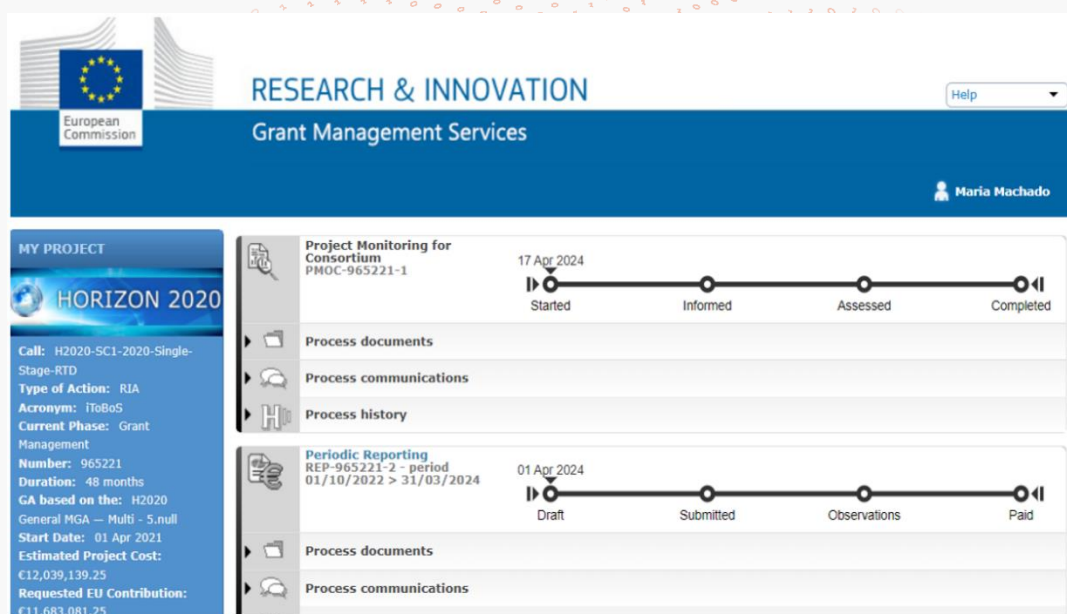 European
Commission
RESEARCH & INNOVATION
Grant Management Services
Help
Maria Machado
MY PROJECT
HORIZON 2020
Call: H2020-SC1-2020-Single-
Stage-RTD
Type of Action: RIA
Acronym: iToBoS
Current Phase: Grant
Management
Number: 965221
Duration: 48 months
GA based on the: H2020
General MGA — Multi - 5.null
Start Date: 01 Apr 2021
Estimated Project Cost:
€12,039,139.25
Requested EU Contribution:
€11,683,081.25
Project Monitoring for
Consortium
PMOC-965221-1
17 Apr 2024
Started Informed Assessed Completed
Process documents
Process communications
Process history
Periodic Reporting
REP-965221-2 - period
01/10/2022 > 31/03/2024
01 Apr 2024
Draft Submitted Observations Paid
Process documents
Process communications